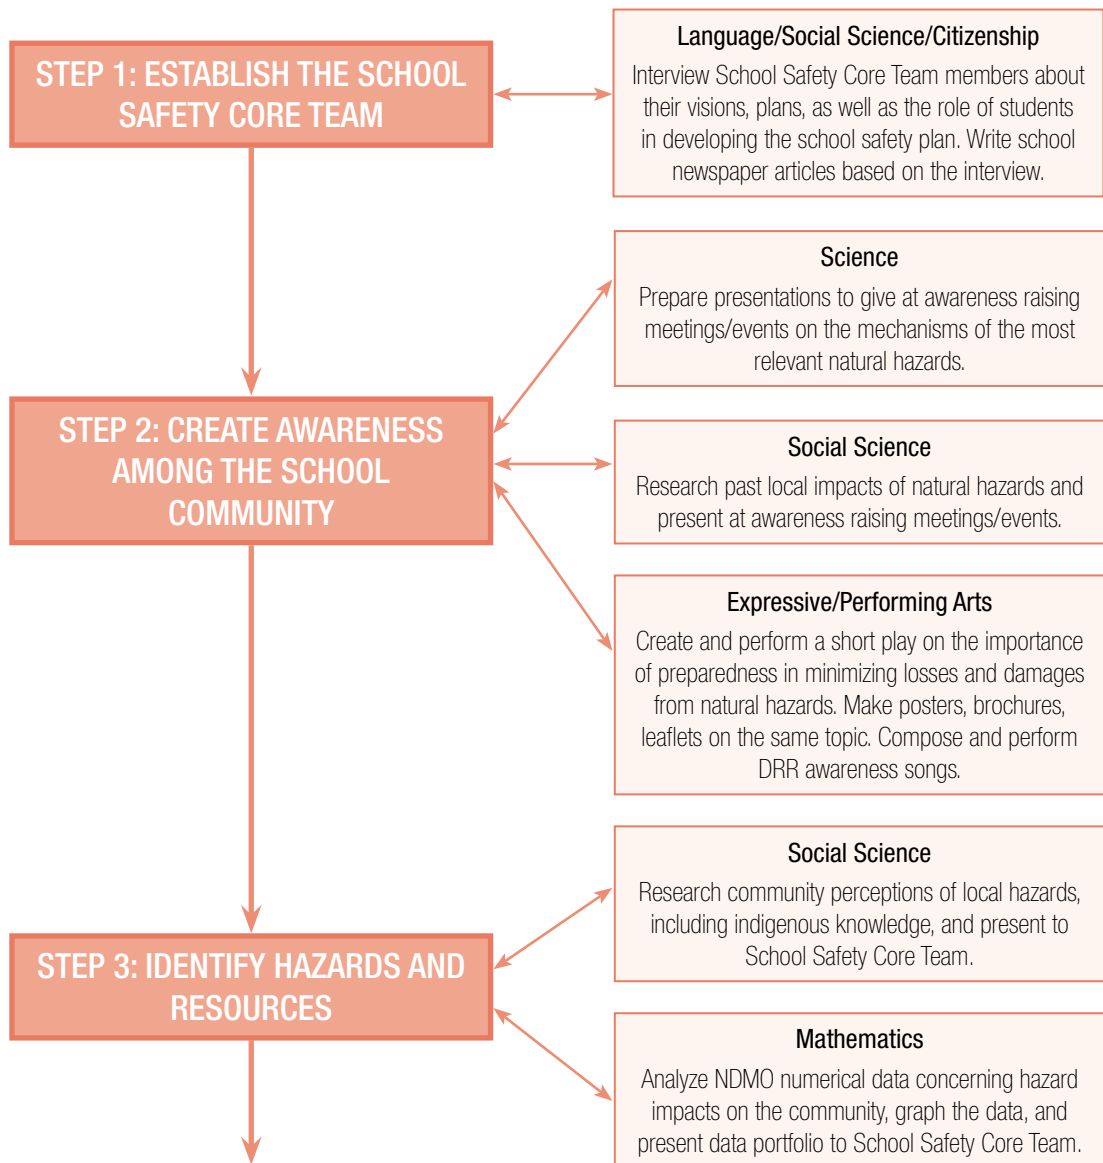 STEP 1: ESTABLISH THE SCHOOL
SAFETY CORE TEAM
Language/Social Science/Citizenship
Interview School Safety Core Team members about
their visions, plans, as well as the role of students
in developing the school safety plan. Write school
newspaper articles based on the interview.
STEP 2: CREATE AWARENESS
AMONG THE SCHOOL
COMMUNITY
Science
Prepare presentations to give at awareness raising
meetings/events on the mechanisms of the most
relevant natural hazards.
Social Science
Research past local impacts of natural hazards and
present at awareness raising meetings/events.
Expressive/Performing Arts
Create and perform a short play on the importance
of preparedness in minimizing losses and damages
from natural hazards. Make posters, brochures,
leaflets on the same topic. Compose and perform
DRR awareness songs.
STEP 3: IDENTIFY HAZARDS AND
RESOURCES
Social Science
Research community perceptions of local hazards,
including indigenous knowledge, and present to
School Safety Core Team.
Mathematics
Analyze NDMO numerical data concerning hazard
impacts on the community, graph the data, and
present data portfolio to School Safety Core Team.